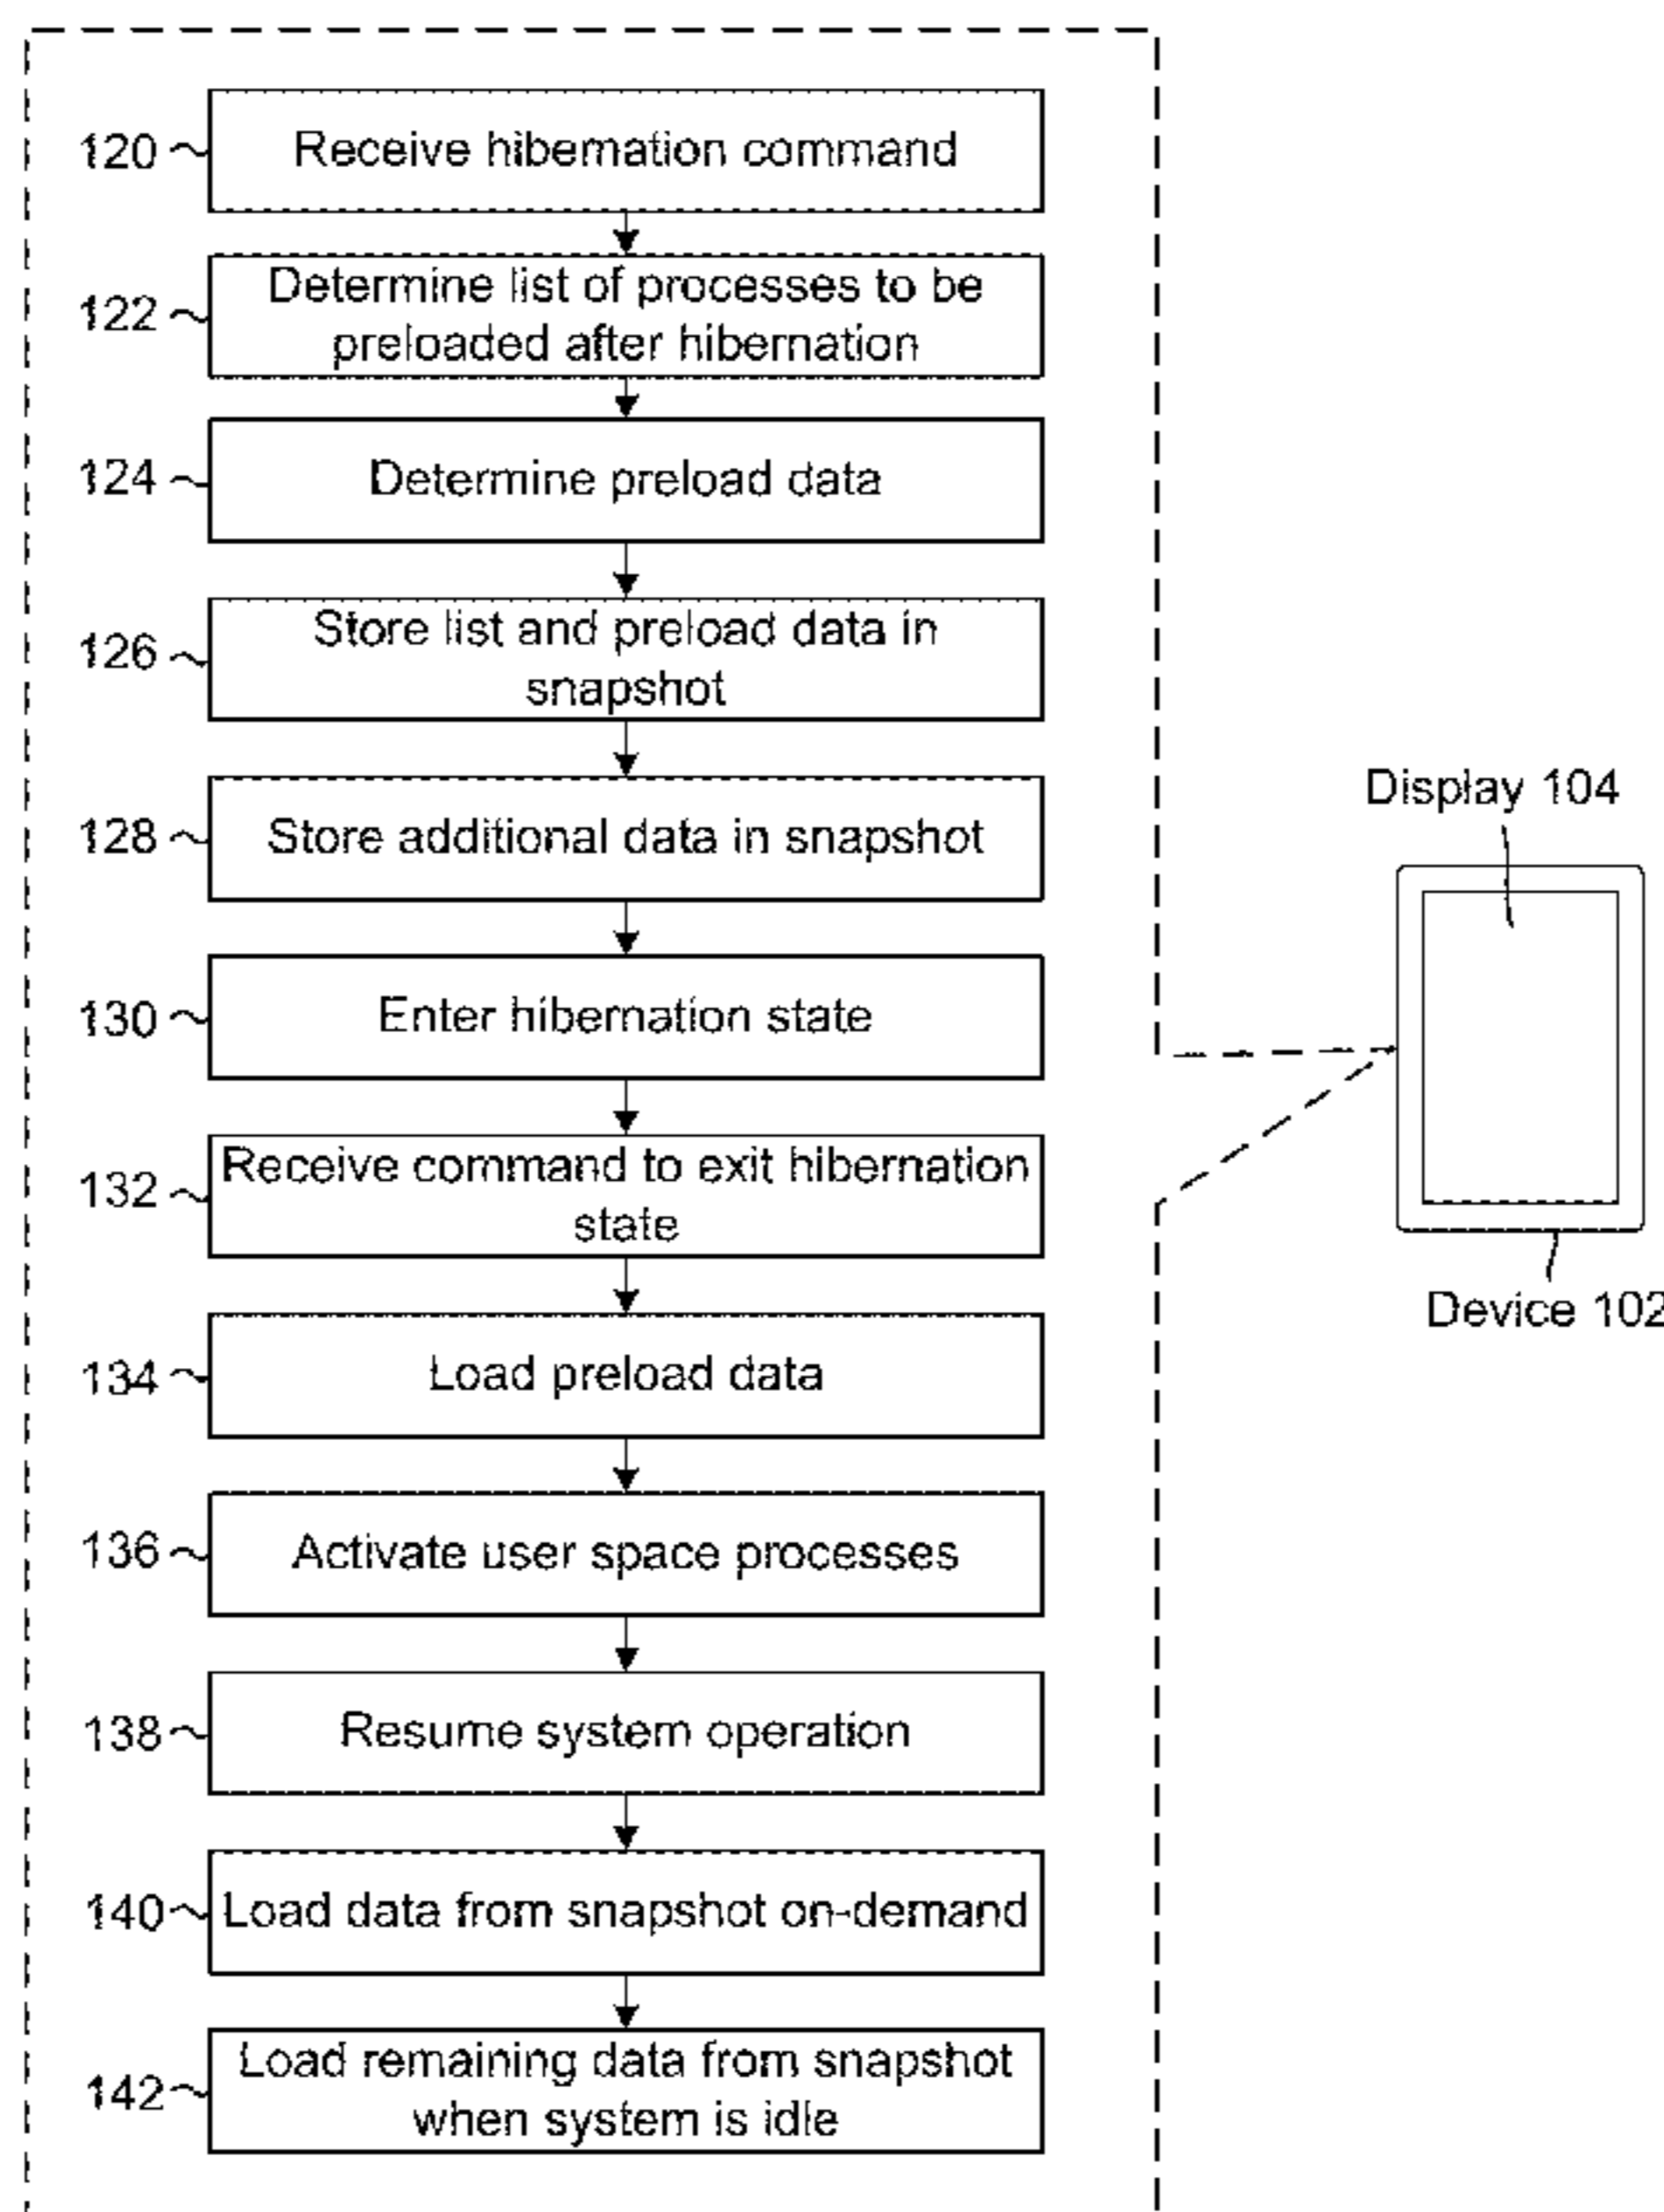 120
Receive hibernation command
122
Determine list of processes to be
preloaded after hibernation
124
Determine preload data
126
Store list and preload data in
snapshot
128
Store additional data in snapshot
130
Enter hibernation state
132
Receive command to exit hibernation
state
134
Load preload data
136
Activate user space processes
138
Resume system operation
140
Load data from snapshot on-demand
142
Load remaining data from snapshot
when system is idle
Display 104
Device 102